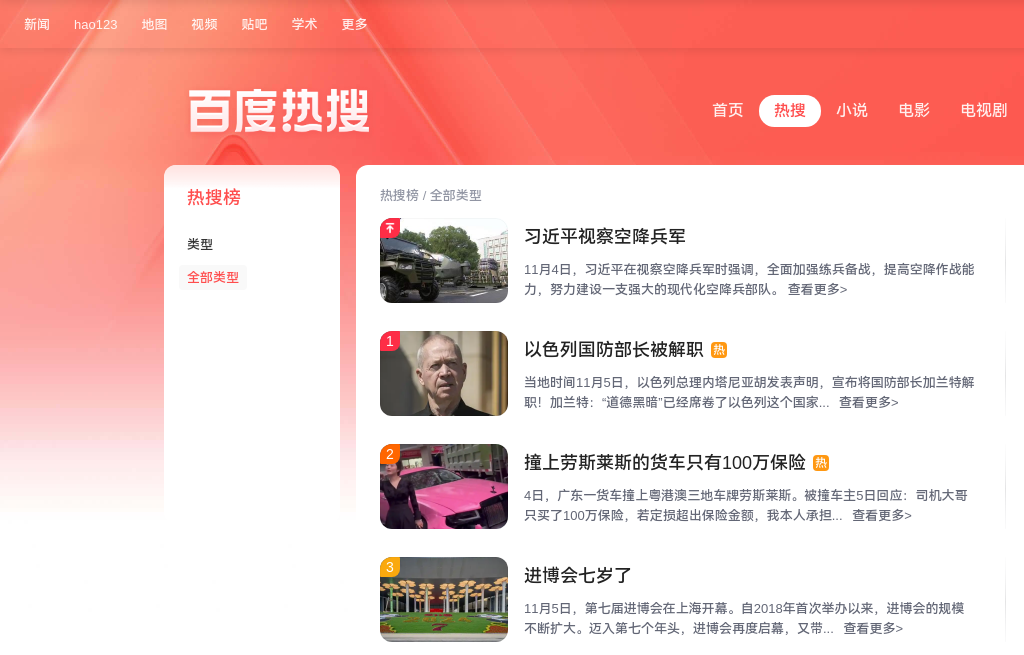 新闻 hao123 地图 视频 贴吧 学术 更多
百度热搜
首页 热搜 小说 电影 电视剧
热搜榜
类型
全部类型
热搜榜 / 全部类型
习近平视察空降兵军
11月4日，习近平在视察空降兵军时强调，全面加强练兵备战，提高空降作战能
力，努力建设一支强大的现代化空降兵部队。 查看更多>
1
以色列国防部长被解职 热
当地时间11月5日，以色列总理内塔尼亚胡发表声明，宣布将国防部长加兰特解
职！加兰特：“道德黑暗”已经席卷了以色列这个国家... 查看更多>
2
撞上劳斯莱斯的货车只有100万保险 热
4日，广东一货车撞上粤港澳三地车牌劳斯莱斯。被撞车主5日回应：司机大哥
只买了100万保险，若定损超出保险金额，我本人承担... 查看更多>
3
进博会七岁了
11月5日，第七届进博会在上海开幕。自2018年首次举办以来，进博会的规模
不断扩大。迈入第七个年头，进博会再度启幕，又带... 查看更多>